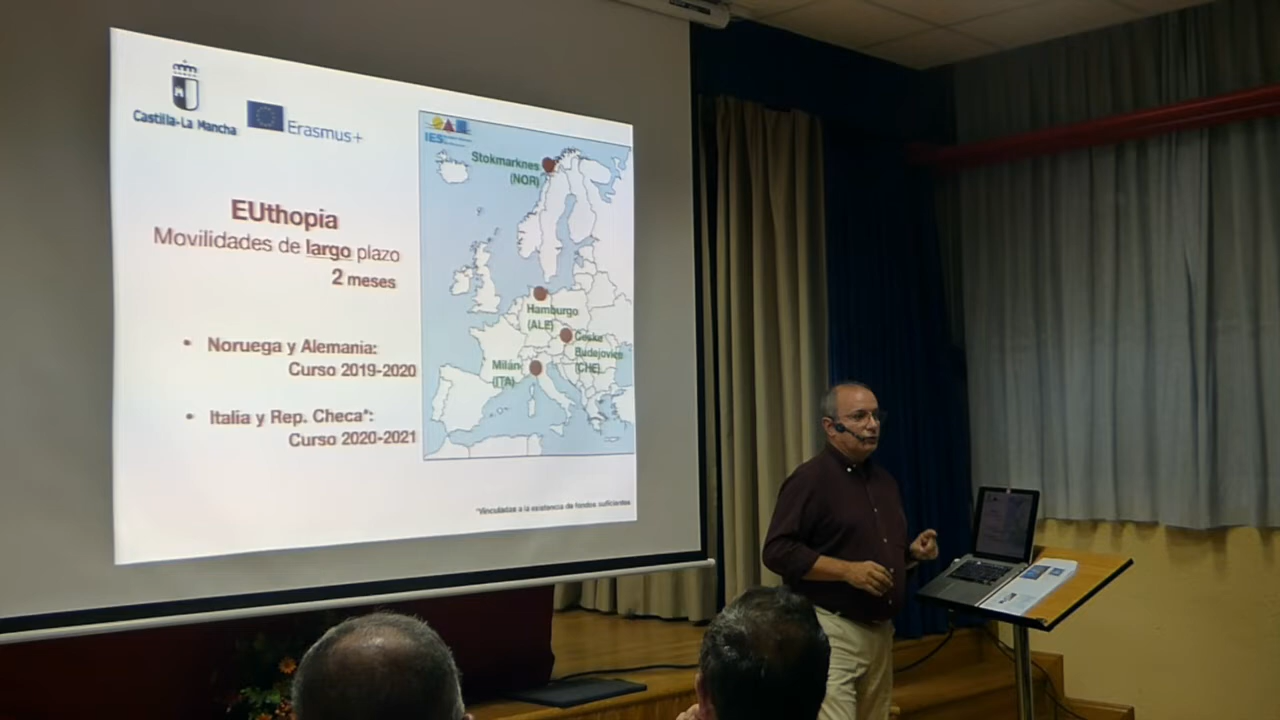 Castilla-La Mancha
Erasmus+
EUthopia
Movilidades de largo plazo
2 meses
• Noruega y Alemania:
Curso 2019-2020
• Italia y Rep. Checa*:
Curso 2020-2021
IES
Stokmarknes
(NOR)
Hamburgo
(ALE)
Ceske
Budejovice
(CHE)
Milán
(ITA)
*Vinculadas a la existencia de fondos suficientes